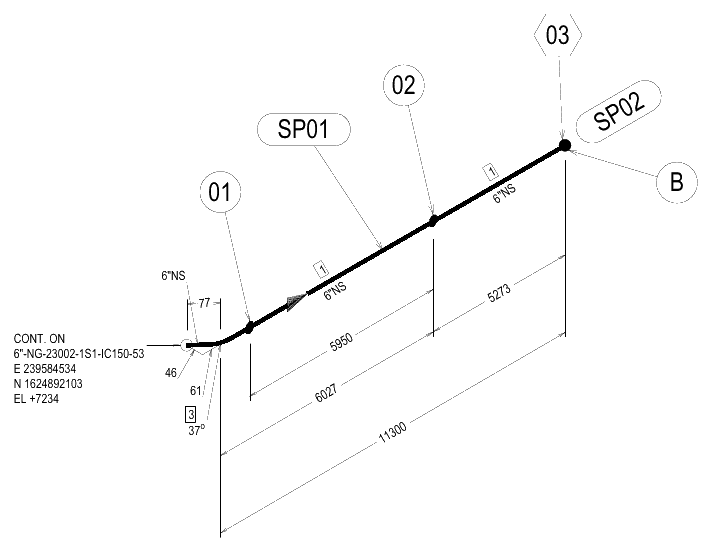 03
02
SP02
SP01
1
6"NS
B
01
1
6"NS
6"NS
77
5273
CONT. ON
6"-NG-23002-1S1-IC150-53
E 239584534
N 1624892103
EL +7234
5950
46
61
6027
3
37°
11300